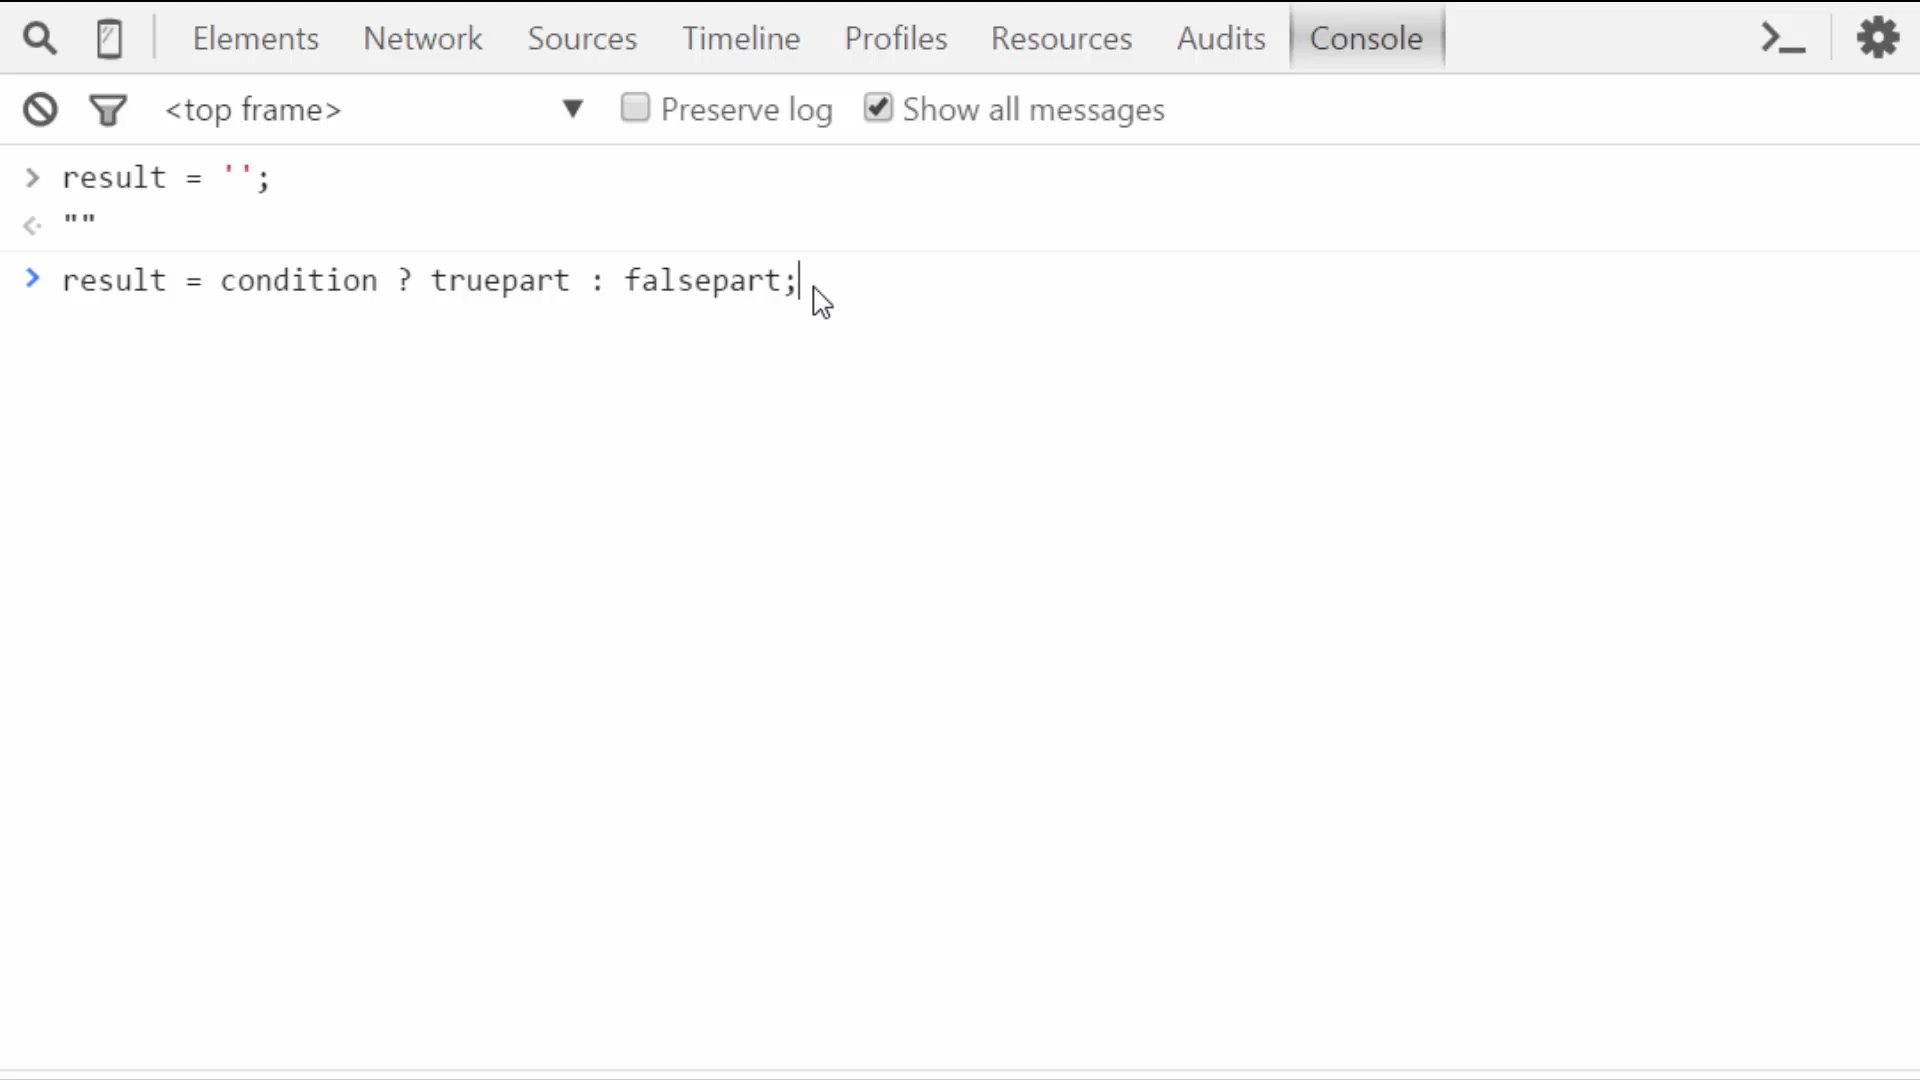 Elements Network Sources Timeline Profiles Resources Audits Console
<top frame> Preserve log Show all messages
result = '';
""
result = condition ? truepart : falsepart;